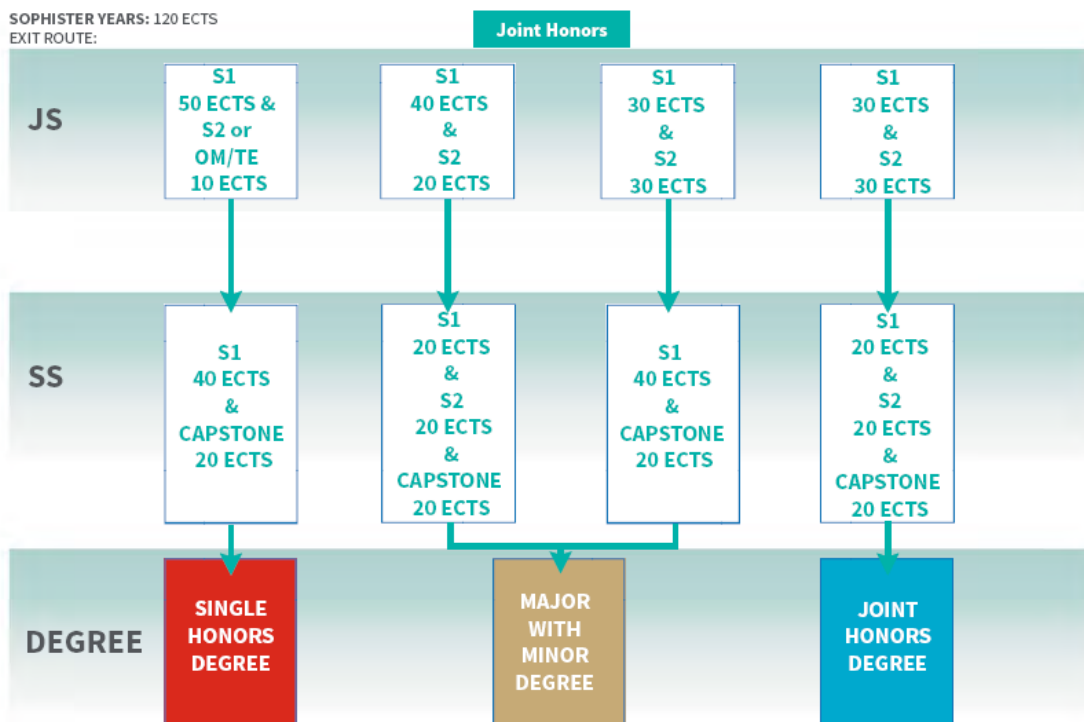 SOPHISTER YEARS: 120 ECTS
EXIT ROUTE:
Joint Honors
JS
S1
50 ECTS &
S2 or
OM/TE
10 ECTS
S1
40 ECTS
&
S2
20 ECTS
S1
30 ECTS
&
S2
30 ECTS
S1
30 ECTS
&
S2
30 ECTS
SS
S1
40 ECTS
&
CAPSTONE
20 ECTS
S1
20 ECTS
&
S2
20 ECTS
&
CAPSTONE
20 ECTS
S1
40 ECTS
&
CAPSTONE
20 ECTS
S1
20 ECTS
&
S2
20 ECTS
&
CAPSTONE
20 ECTS
DEGREE
SINGLE
HONORS
DEGREE
MAJOR
WITH
MINOR
DEGREE
JOINT
HONORS
DEGREE